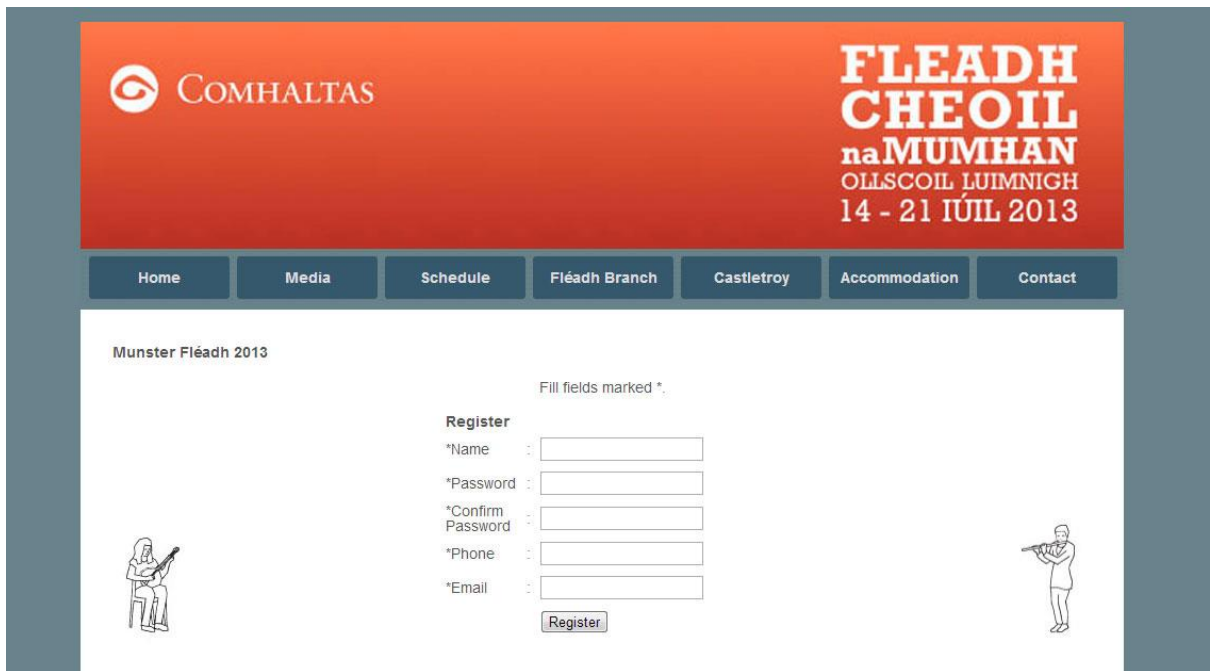 COMHALTAS
FLEADH
CHEOIL
naMUMHAN
OLLSCOIL LUIMNIGH
14 - 21 IÚIL 2013
Home Media Schedule Fléadh Branch Castletroy Accommodation Contact
Munster Fléadh 2013
Fill fields marked *.
Register
*Name :
*Password :
*Confirm
Password :
*Phone :
*Email :
Register